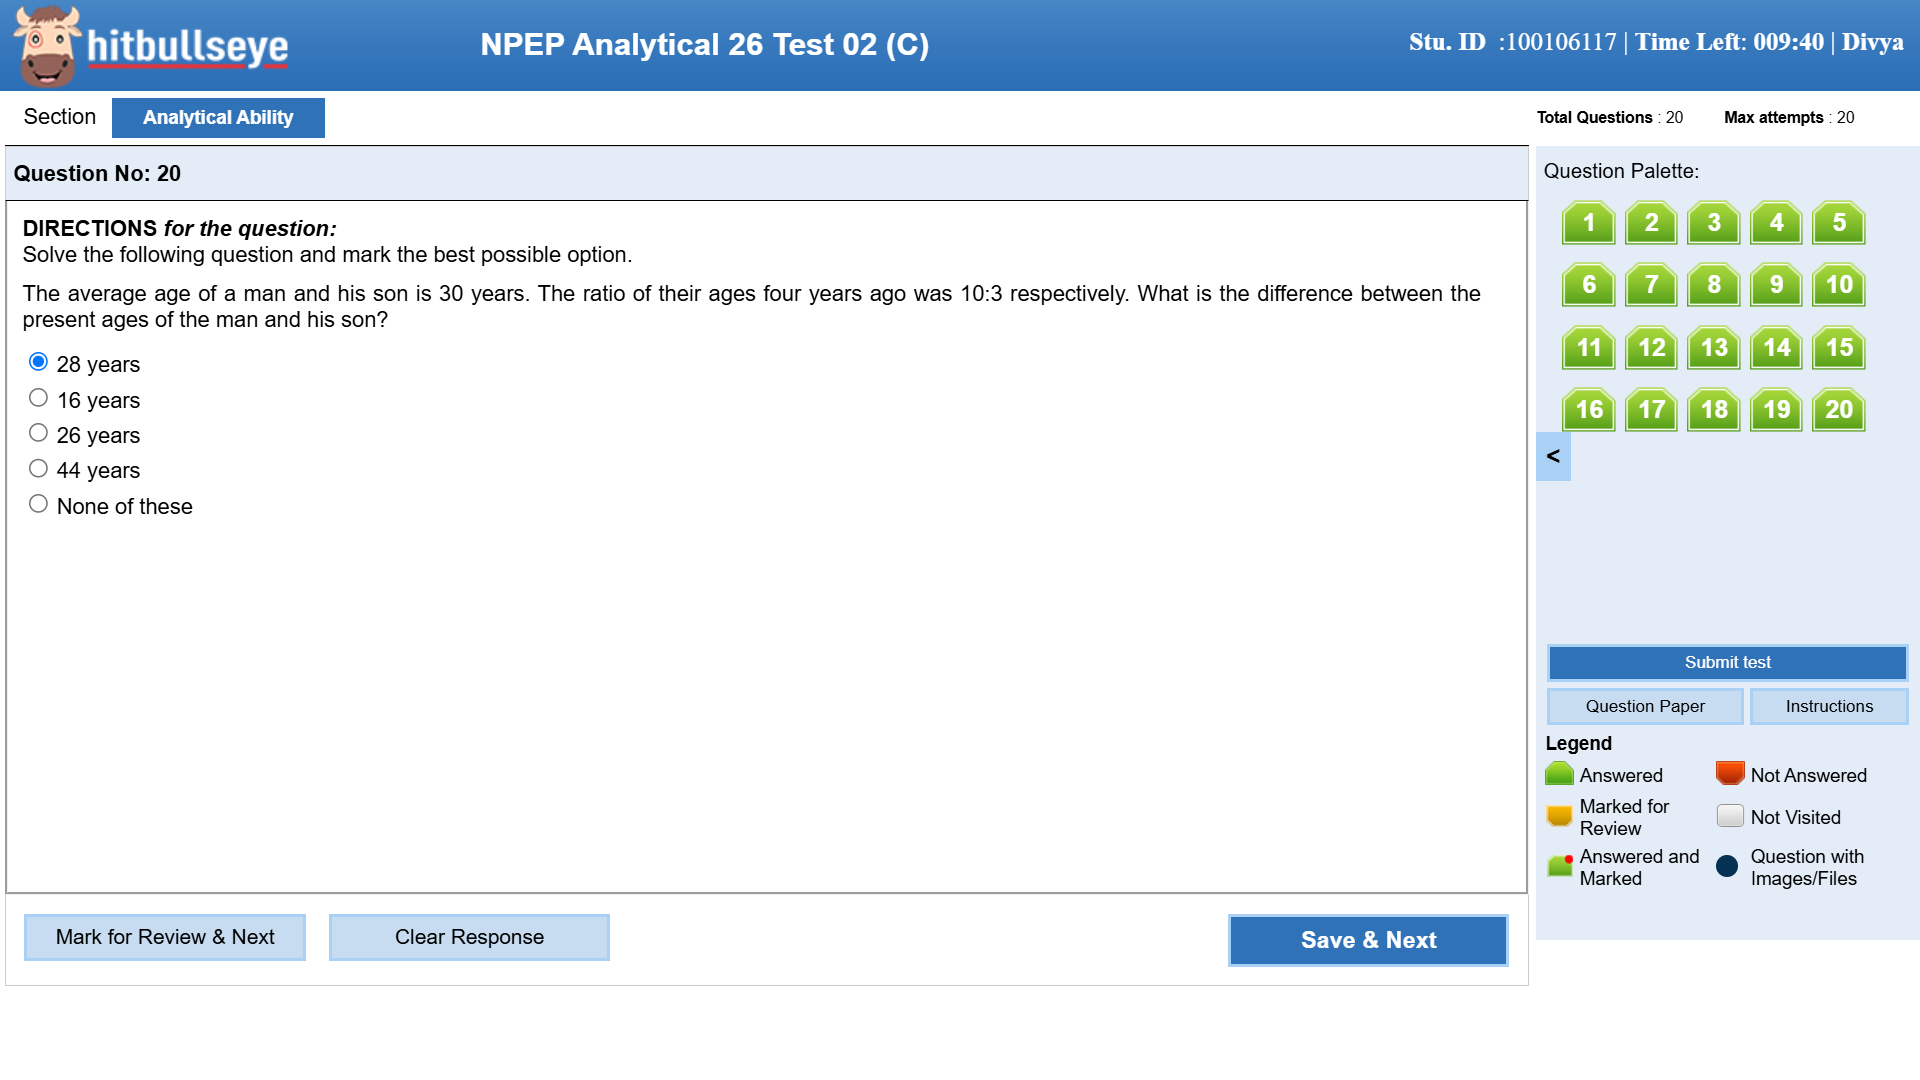 hitbullseye
NPEP Analytical 26 Test 02 (C)
Stu. ID :100106117 | Time Left: 009:40 | Divya
Section
Analytical Ability
Total Questions : 20
Max attempts : 20
Question No: 20
DIRECTIONS for the question:
Solve the following question and mark the best possible option.
The average age of a man and his son is 30 years. The ratio of their ages four years ago was 10:3 respectively. What is the difference between the
present ages of the man and his son?
28 years
16 years
26 years
44 years
None of these
Mark for Review & Next
Clear Response
Save & Next
Question Palette:
1 2 3 4 5
6 7 8 9 10
11 12 13 14 15
16 17 18 19 20
<
Submit test
Question Paper
Instructions
Legend
Answered
Not Answered
Marked for
Review
Not Visited
Answered and
Marked
Question with
Images/Files